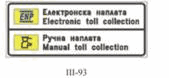 ENP
Електронска наплата
Electronic toll collection
Ручна наплата
Manual toll collection
III-93